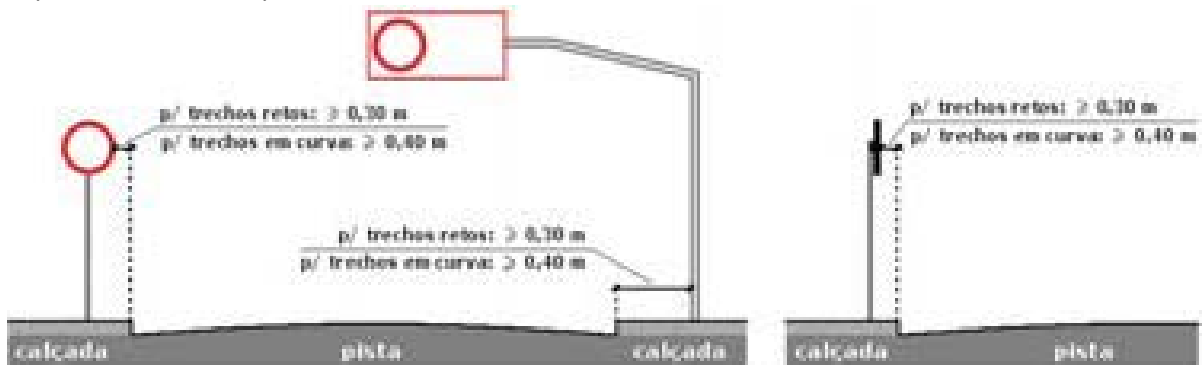 p/ trechos retos: ≥ 0,30 m
p/ trechos em curva: ≥ 0,40 m
p/ trechos retos: ≥ 0,30 m
p/ trechos em curva: ≥ 0,40 m
p/ trechos retos: ≥ 0,30 m
p/ trechos em curva: ≥ 0,40 m
calçada
pista
calçada
calçada
pista